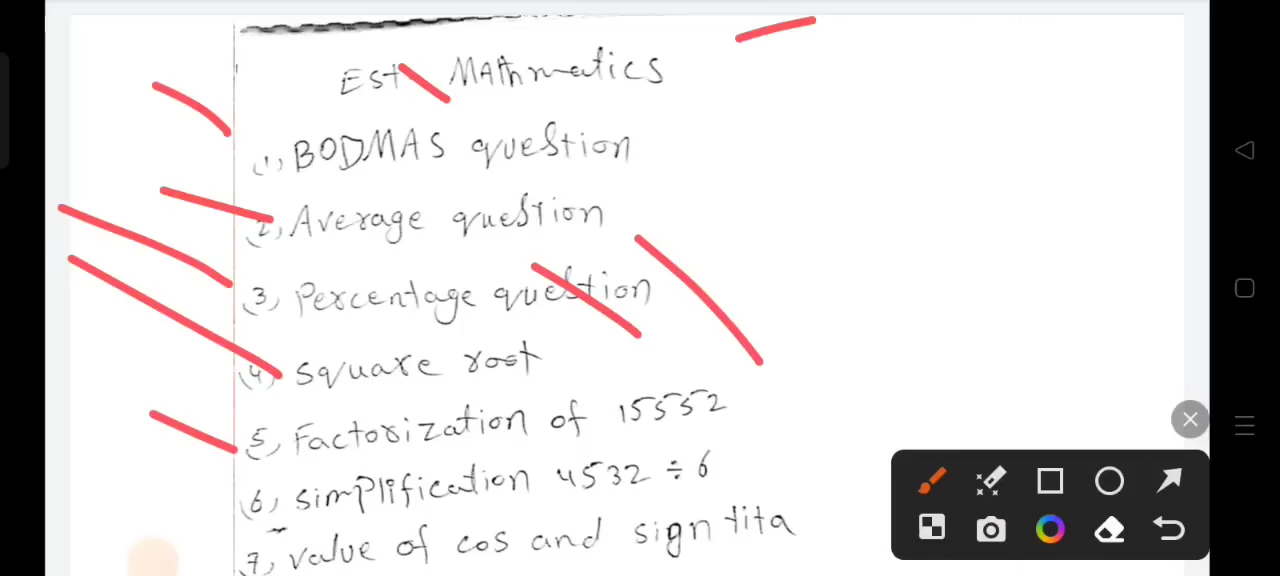 Est MAthmatics
(1) BODMAS question
(2) Average question
(3) Percentage question
(4) Square root
(5) Factorization of 15552
(6) simplification 4532 ÷ 6
7, value of cos and sign tita